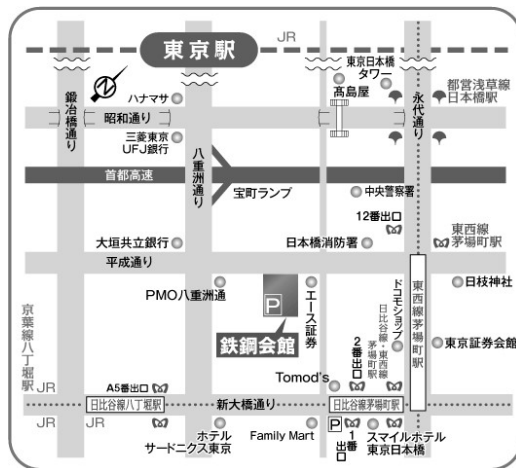 JR
東京駅
東京日本橋
タワー
髙島屋
都営浅草線
日本橋駅
鍛冶橋通り
ハナマサ
永代通り
昭和通り
三菱東京
UFJ銀行
八重洲通り
首都高速
宝町ランプ
中央警察署
12番出口
東西線
茅場町駅
大垣共立銀行
日本橋消防署
平成通り
PMO八重洲通
P
エース証券
ドコモショップ
東西線茅場町駅
日枝神社
鉄鋼会館
日比谷線・東西線
茅場町駅
2番出口
東京証券会館
京葉線八丁堀駅
Tomod's
JR
A5番出口
日比谷線八丁堀駅
新大橋通り
日比谷線茅場町駅
JR
JR
ホテル
サードニクス東京
Family Mart
P
1番出口
スマイルホテル
東京日本橋